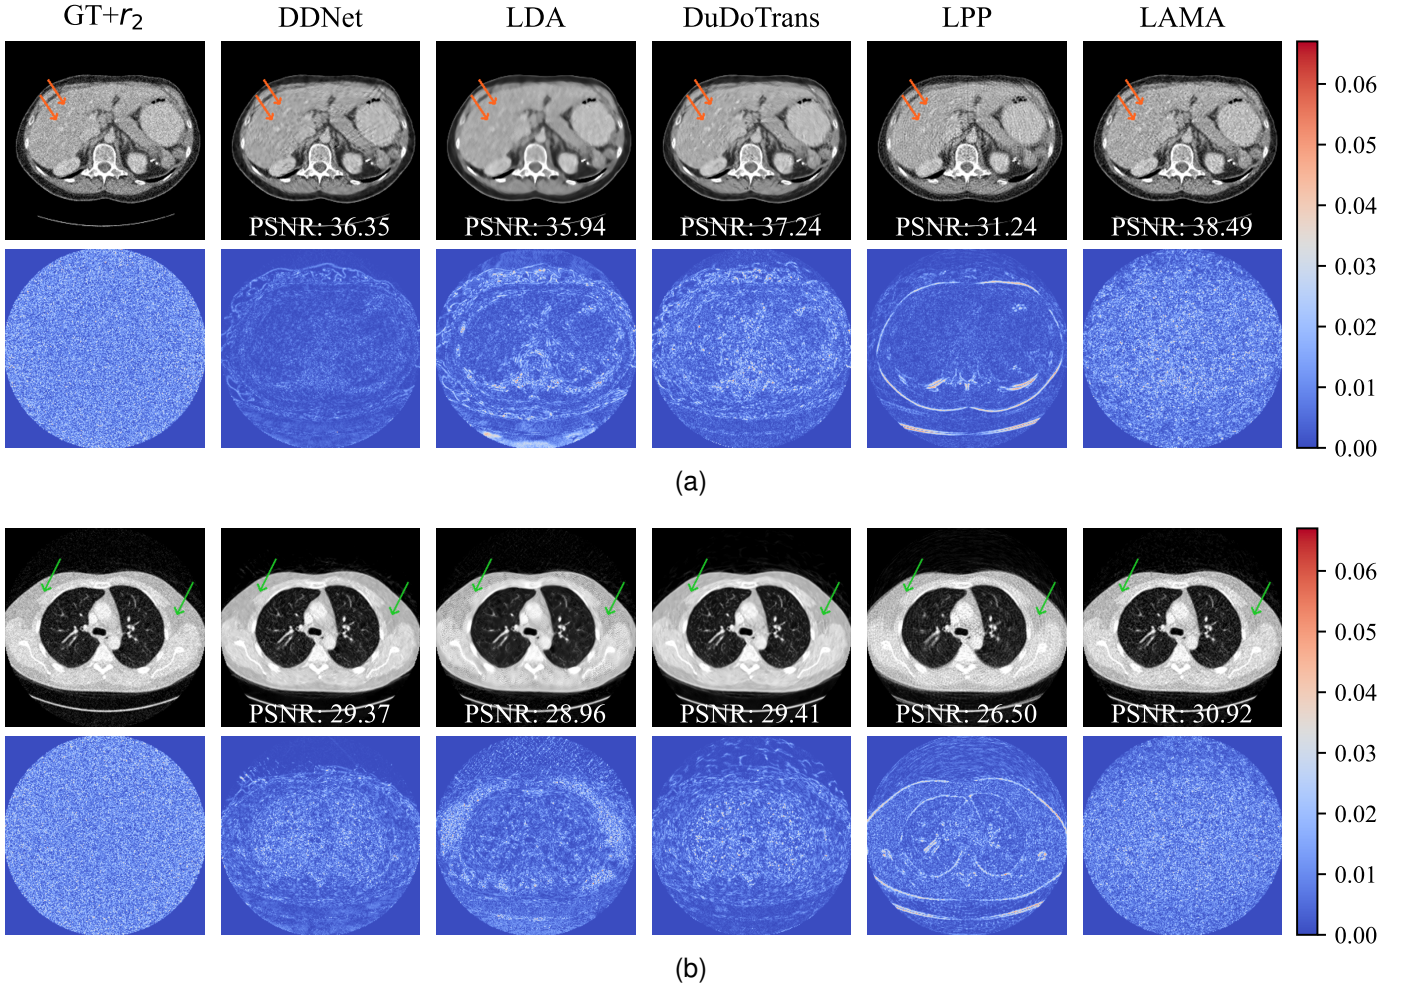 GT+r₂ DDNet LDA DuDoTrans LPP LAMA
PSNR: 36.35 PSNR: 35.94 PSNR: 37.24 PSNR: 31.24 PSNR: 38.49
0.06
0.05
0.04
0.03
0.02
0.01
0.00
(a)
PSNR: 29.37 PSNR: 28.96 PSNR: 29.41 PSNR: 26.50 PSNR: 30.92
0.06
0.05
0.04
0.03
0.02
0.01
0.00
(b)